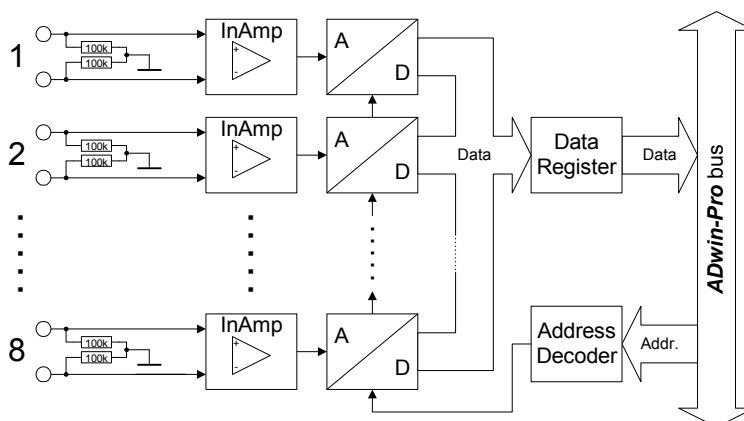 1
100k
100k
InAmp
+
-
A
D
2
100k
100k
InAmp
+
-
A
D
Data
Data
Register
Data
ADwin-Pro bus
8
100k
100k
InAmp
+
-
A
D
Address
Decoder
Addr.